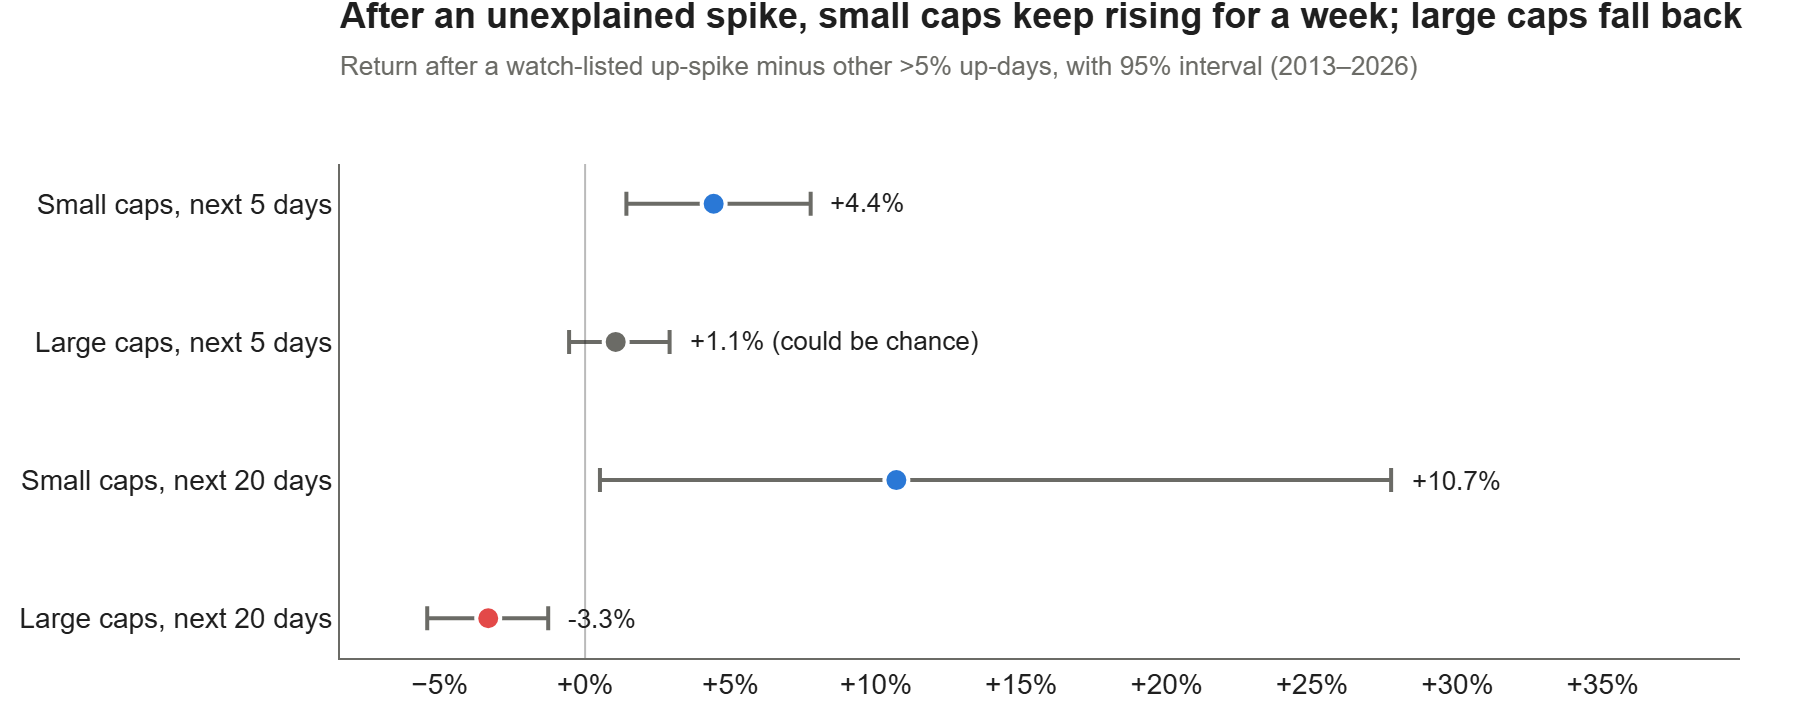 After an unexplained spike, small caps keep rising for a week; large caps fall back
Return after a watch-listed up-spike minus other >5% up-days, with 95% interval (2013–2026)
Small caps, next 5 days
+4.4%
Large caps, next 5 days
+1.1% (could be chance)
Small caps, next 20 days
+10.7%
Large caps, next 20 days
-3.3%
−5% +0% +5% +10% +15% +20% +25% +30% +35%